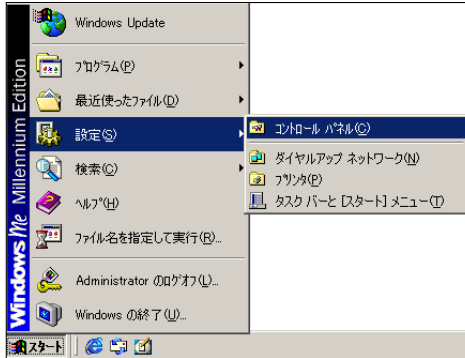 Windows Me Millennium Edition
Windows Update
ﾌﾟﾛｸﾞﾗﾑ(P)
最近使ったﾌｧｲﾙ(D)
設定(S)
検索(C)
ﾍﾙﾌﾟ(H)
ﾌｧｲﾙ名を指定して実行(R)...
Administrator のﾛｸﾞｵﾌ(L)...
Windows の終了(U)...
ｺﾝﾄﾛｰﾙ ﾊﾟﾈﾙ(C)
ダイヤルアップ ネットワーク(N)
ﾌﾟﾘﾝﾀ(P)
タスク バーと [スタート] メニュー(T)
ｽﾀｰﾄ